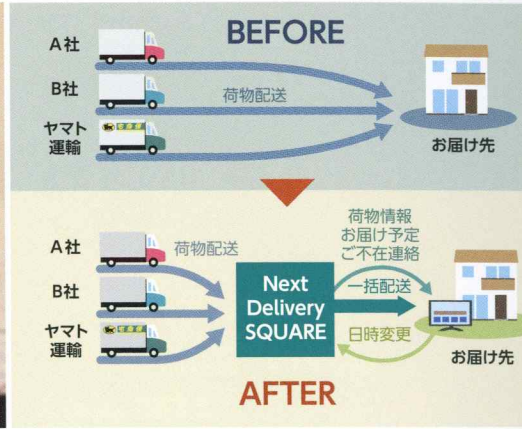 BEFORE
A社
B社
ヤマト
運輸
荷物配送
お届け先
A社
B社
ヤマト
運輸
荷物配送
Next
Delivery
SQUARE
荷物情報
お届け予定
ご不在連絡
一括配送
日時変更
お届け先
AFTER